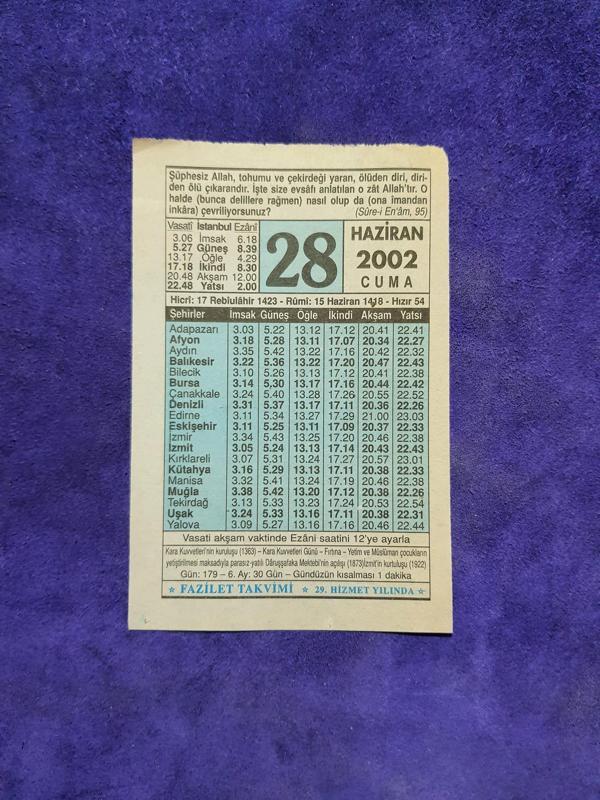 Şüphesiz Allah, tohumu ve çekirdeği yaran, ölüden diri, diri-
den ölü çıkarandır. İşte size evsâfı anlatılan o zât Allah'tır. O
halde (bunca delillere rağmen) nasıl olup da (ona îmandan
inkâra) çevriliyorsunuz? (Sûre-i En'âm, 95)
Vasatî İstanbul Ezânî
3.06 İmsak 6.18
5.27 Güneş 8.39
13.17 Öğle 4.29
17.18 İkindi 8.30
20.48 Akşam 12.00
22.48 Yatsı 2.00
28
HAZİRAN
2002
CUMA
Hicrî: 17 Rebiulâhir 1423 - Rûmî: 15 Haziran 1418 - Hızır 54
Şehirler İmsak Güneş Öğle İkindi Akşam Yatsı
Adapazarı 3.03 5.22 13.12 17.12 20.41 22.41
Afyon 3.18 5.28 13.11 17.07 20.34 22.27
Aydın 3.35 5.42 13.22 17.16 20.42 22.32
Balıkesir 3.22 5.36 13.22 17.20 20.47 22.43
Bilecik 3.10 5.26 13.13 17.12 20.41 22.38
Bursa 3.14 5.30 13.17 17.16 20.44 22.42
Çanakkale 3.24 5.40 13.28 17.26 20.55 22.52
Denizli 3.31 5.37 13.17 17.11 20.36 22.26
Edirne 3.11 5.34 13.27 17.29 21.00 23.03
Eskişehir 3.11 5.25 13.11 17.09 20.37 22.33
İzmir 3.34 5.43 13.25 17.20 20.46 22.38
İzmit 3.05 5.24 13.13 17.14 20.43 22.43
Kırklareli 3.07 5.31 13.24 17.27 20.57 23.01
Kütahya 3.16 5.29 13.13 17.11 20.38 22.33
Manisa 3.32 5.41 13.24 17.19 20.46 22.38
Muğla 3.38 5.42 13.20 17.12 20.38 22.26
Tekirdağ 3.13 5.33 13.23 17.24 20.53 22.54
Uşak 3.24 5.33 13.16 17.11 20.38 22.31
Yalova 3.09 5.27 13.16 17.16 20.46 22.44
Vasati akşam vaktinde Ezâni saatini 12'ye ayarla
Kara Kuvvetleri'nin kuruluşu (1363) – Kara Kuvvetleri Günü – Fırtına – Yetim ve Müslüman çocukların
yetiştirilmesi maksadıyla parasız-yatılı Dârüşşafaka Mektebi'nin açılışı (1873)İzmit'in kurtuluşu (1922)
Gün: 179 – 6. Ay: 30 Gün – Gündüzün kısalması 1 dakika
★ FAZİLET TAKVİMİ ★ 29. HİZMET YILINDA ★